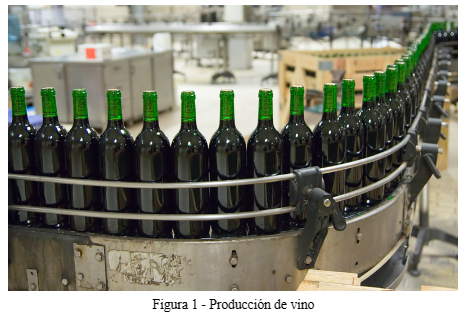 Figura 1 - Producción de vino